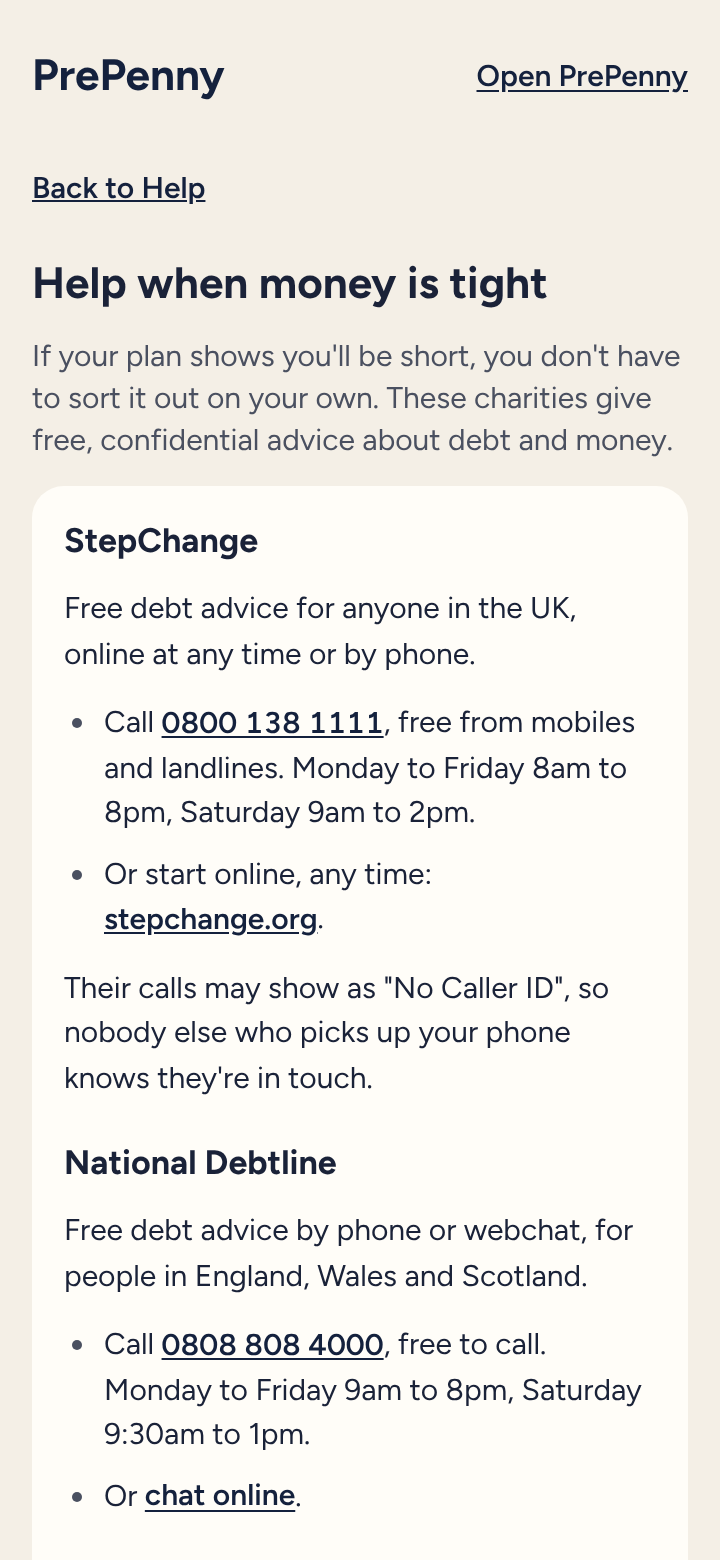 PrePenny
Open PrePenny
Back to Help
Help when money is tight
If your plan shows you'll be short, you don't have
to sort it out on your own. These charities give
free, confidential advice about debt and money.
StepChange
Free debt advice for anyone in the UK,
online at any time or by phone.
• Call 0800 138 1111, free from mobiles
and landlines. Monday to Friday 8am to
8pm, Saturday 9am to 2pm.
• Or start online, any time:
stepchange.org.
Their calls may show as "No Caller ID", so
nobody else who picks up your phone
knows they're in touch.
National Debtline
Free debt advice by phone or webchat, for
people in England, Wales and Scotland.
• Call 0808 808 4000, free to call.
Monday to Friday 9am to 8pm, Saturday
9:30am to 1pm.
• Or chat online.